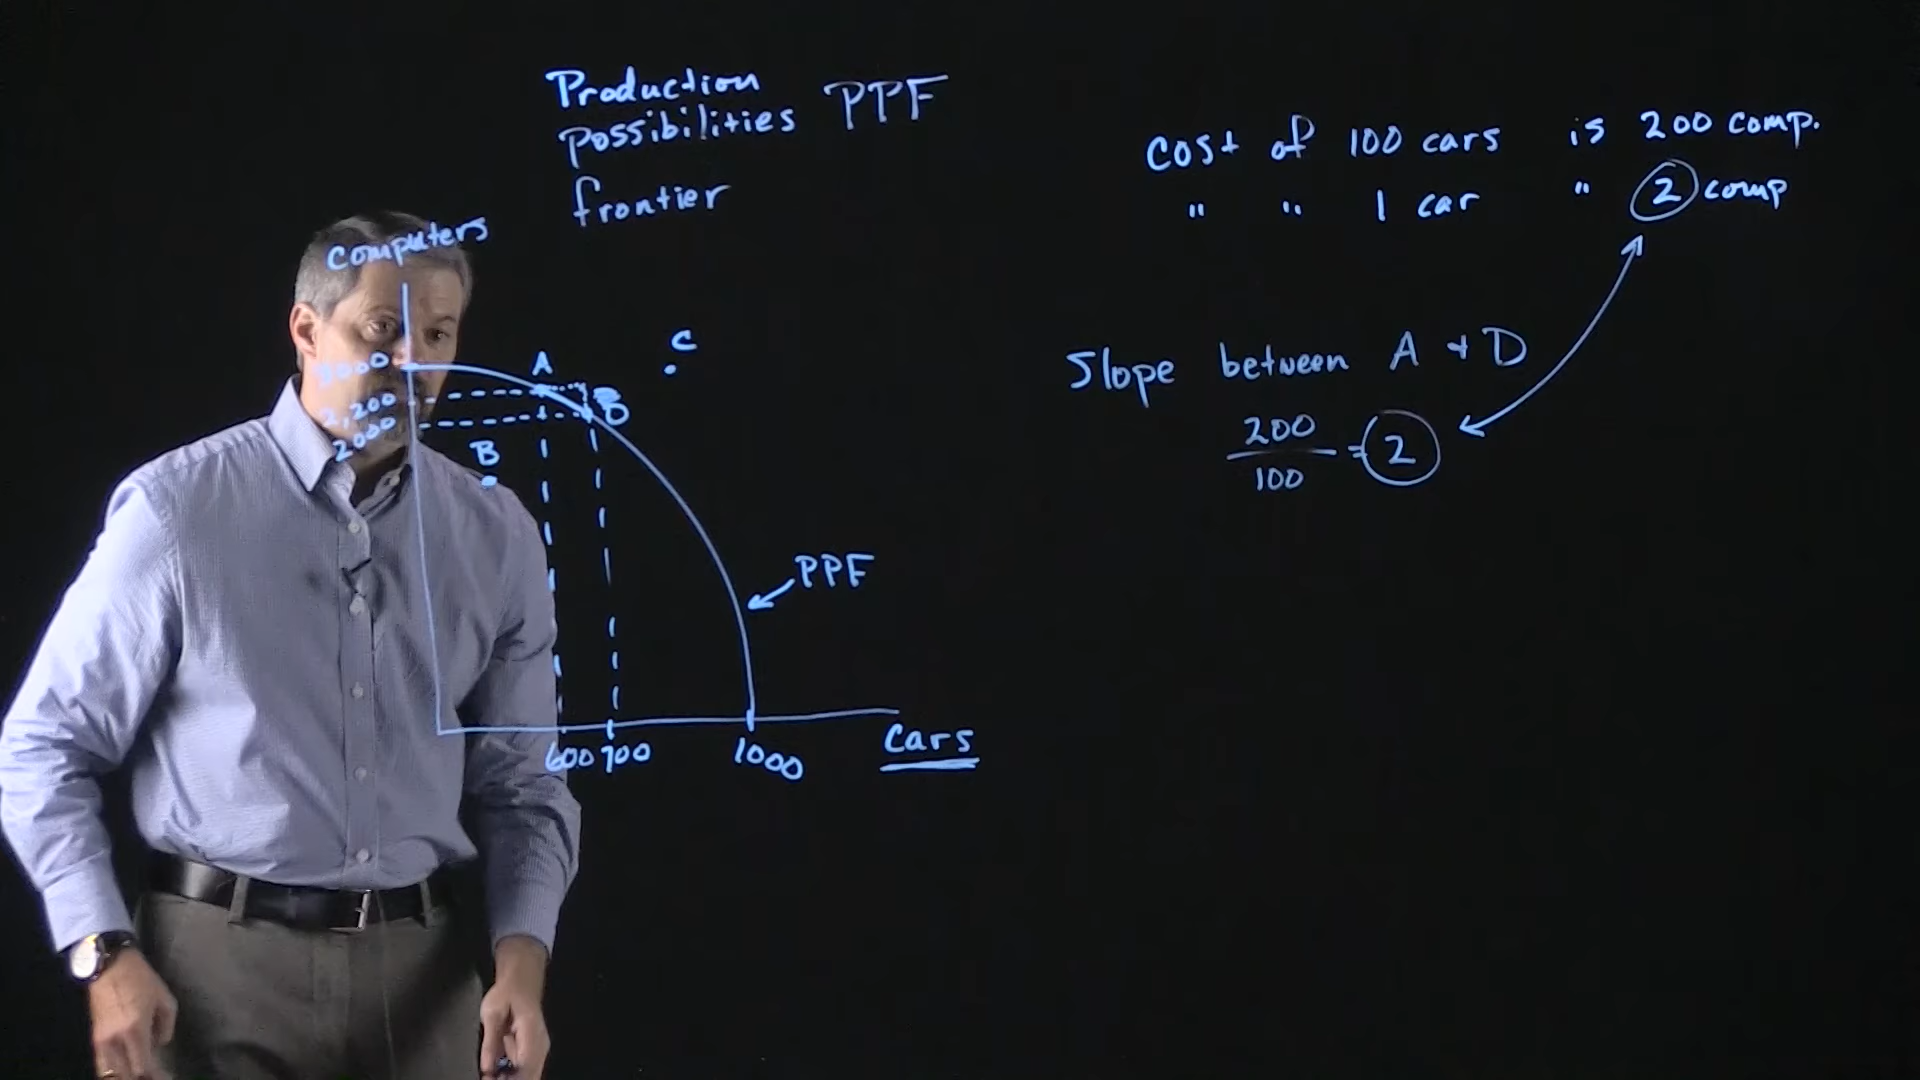 Production
possibilities PPF
frontier
Computers
3000
2,200
2000
A
B
C
D
PPF
600 700 1000
Cars
Cost of 100 cars is 200 comp.
" " 1 car " 2 comp
Slope between A + D
200
100
= 2